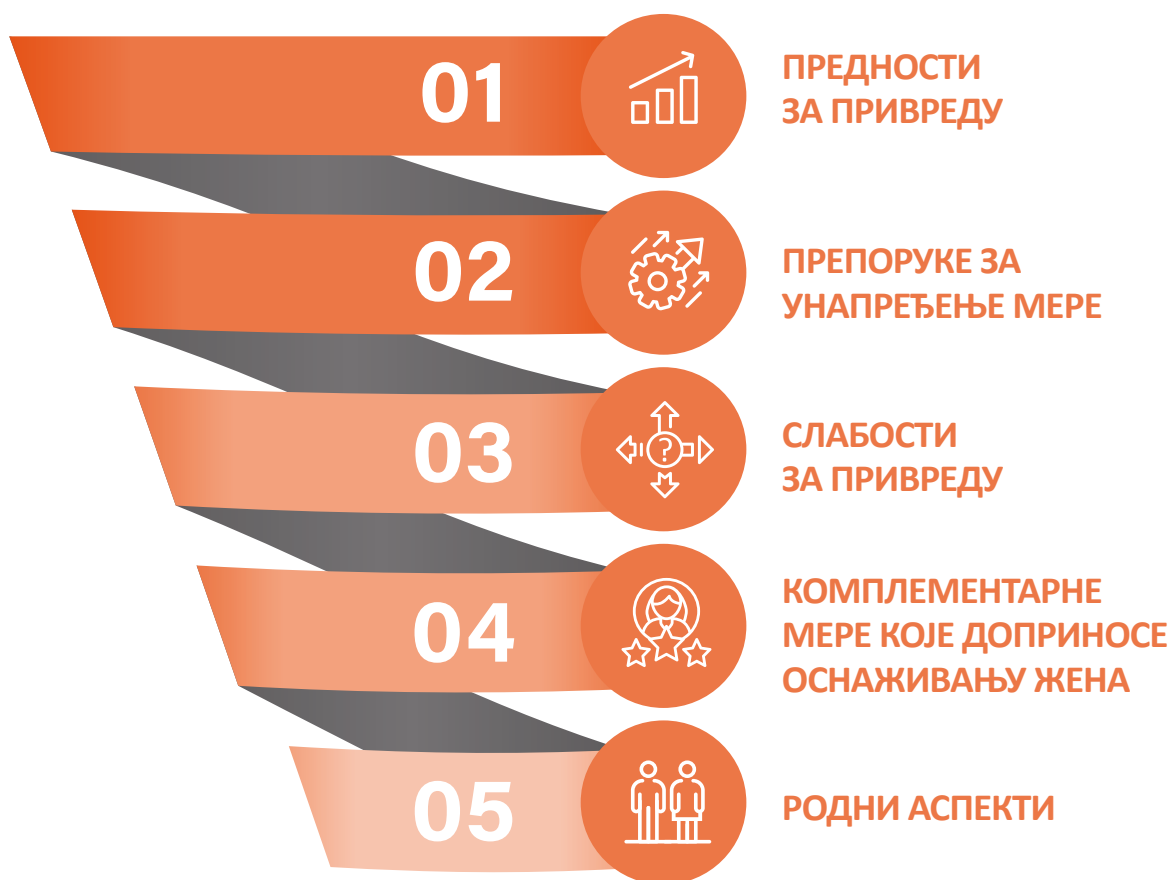 01
ПРЕДНОСТИ
ЗА ПРИВРЕДУ
02
ПРЕПОРУКЕ ЗА
УНАПРЕЂЕЊЕ МЕРЕ
03
?
СЛАБОСТИ
ЗА ПРИВРЕДУ
04
КОМПЛЕМЕНТАРНЕ
МЕРЕ КОЈЕ ДОПРИНОСЕ
ОСНАЖИВАЊУ ЖЕНА
05
РОДНИ АСПЕКТИ